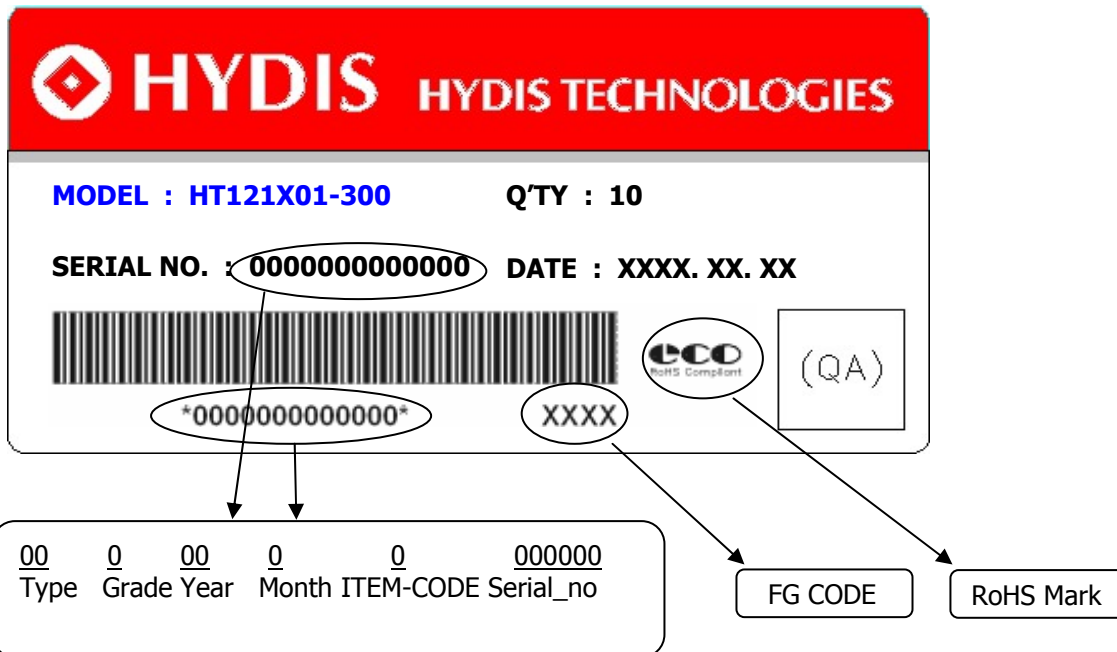 HYDIS HYDIS TECHNOLOGIES
MODEL : HT121X01-300 Q'TY : 10
SERIAL NO. : 0000000000000 DATE : XXXX. XX. XX
eco
RoHS Compliant
(QA)
*0000000000000* XXXX
00 0 00 0 0 000000
Type Grade Year Month ITEM-CODE Serial_no
FG CODE
RoHS Mark